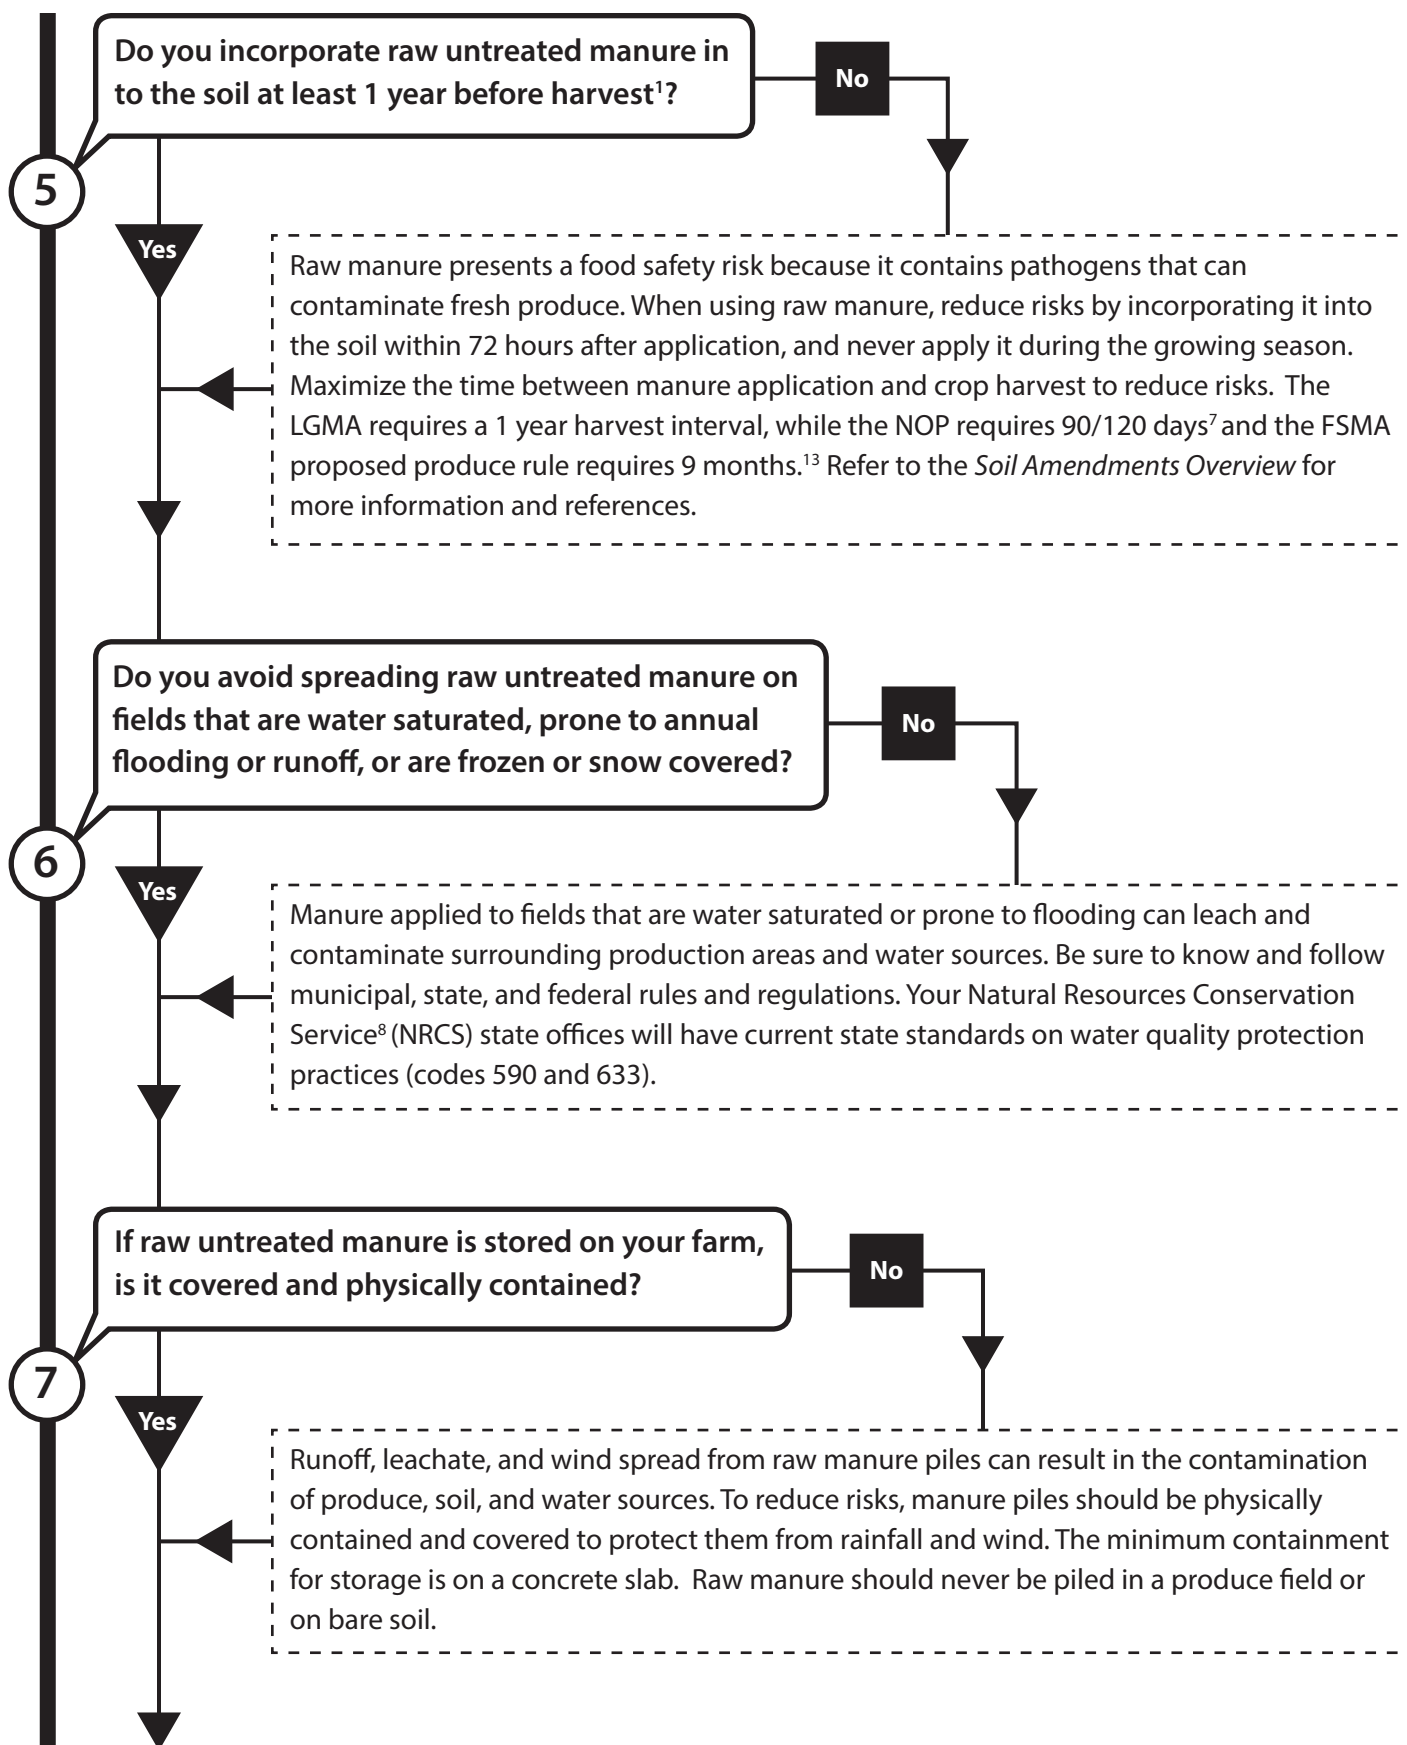 Do you incorporate raw untreated manure in
to the soil at least 1 year before harvest¹?
No
5
Yes
Raw manure presents a food safety risk because it contains pathogens that can
contaminate fresh produce. When using raw manure, reduce risks by incorporating it into
the soil within 72 hours after application, and never apply it during the growing season.
Maximize the time between manure application and crop harvest to reduce risks. The
LGMA requires a 1 year harvest interval, while the NOP requires 90/120 days⁷ and the FSMA
proposed produce rule requires 9 months.¹³ Refer to the Soil Amendments Overview for
more information and references.
Do you avoid spreading raw untreated manure on
fields that are water saturated, prone to annual
flooding or runoff, or are frozen or snow covered?
No
6
Yes
Manure applied to fields that are water saturated or prone to flooding can leach and
contaminate surrounding production areas and water sources. Be sure to know and follow
municipal, state, and federal rules and regulations. Your Natural Resources Conservation
Service⁸ (NRCS) state offices will have current state standards on water quality protection
practices (codes 590 and 633).
If raw untreated manure is stored on your farm,
is it covered and physically contained?
No
7
Yes
Runoff, leachate, and wind spread from raw manure piles can result in the contamination
of produce, soil, and water sources. To reduce risks, manure piles should be physically
contained and covered to protect them from rainfall and wind. The minimum containment
for storage is on a concrete slab. Raw manure should never be piled in a produce field or
on bare soil.